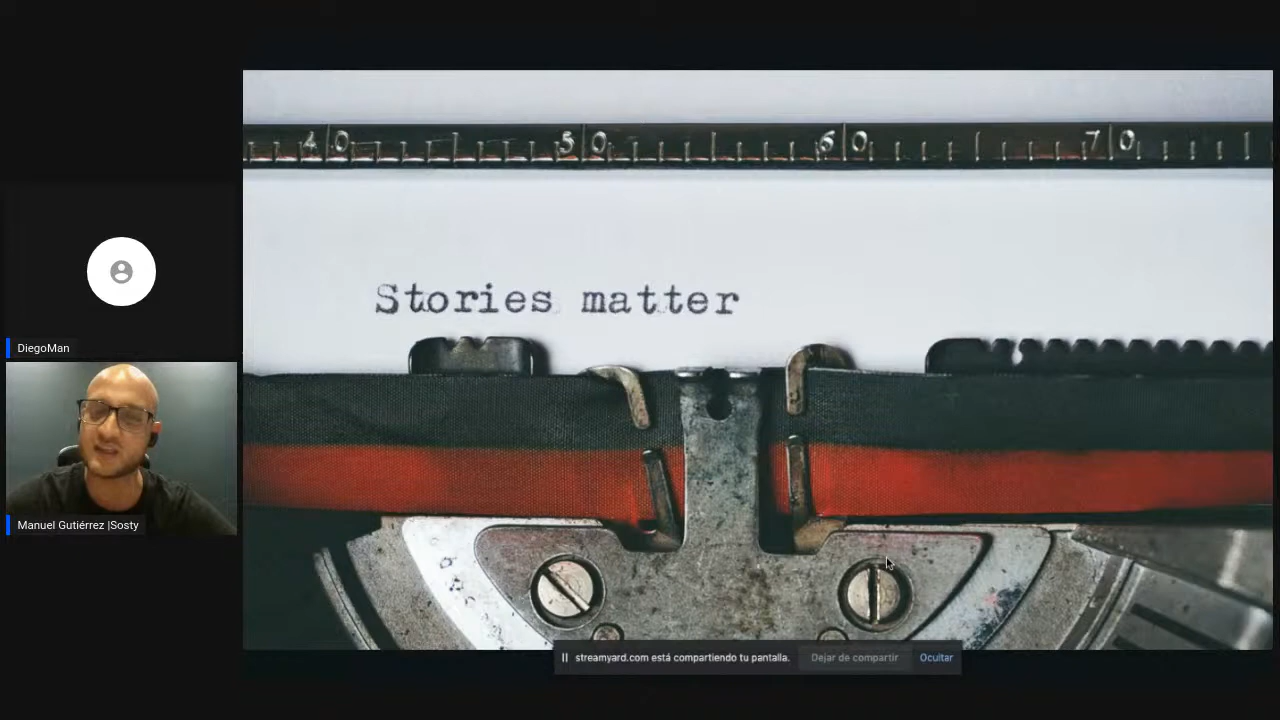 40 50 60 70
Stories matter
DiegoMan
Manuel Gutiérrez |Sosty
streamyard.com está compartiendo tu pantalla. Dejar de compartir Ocultar